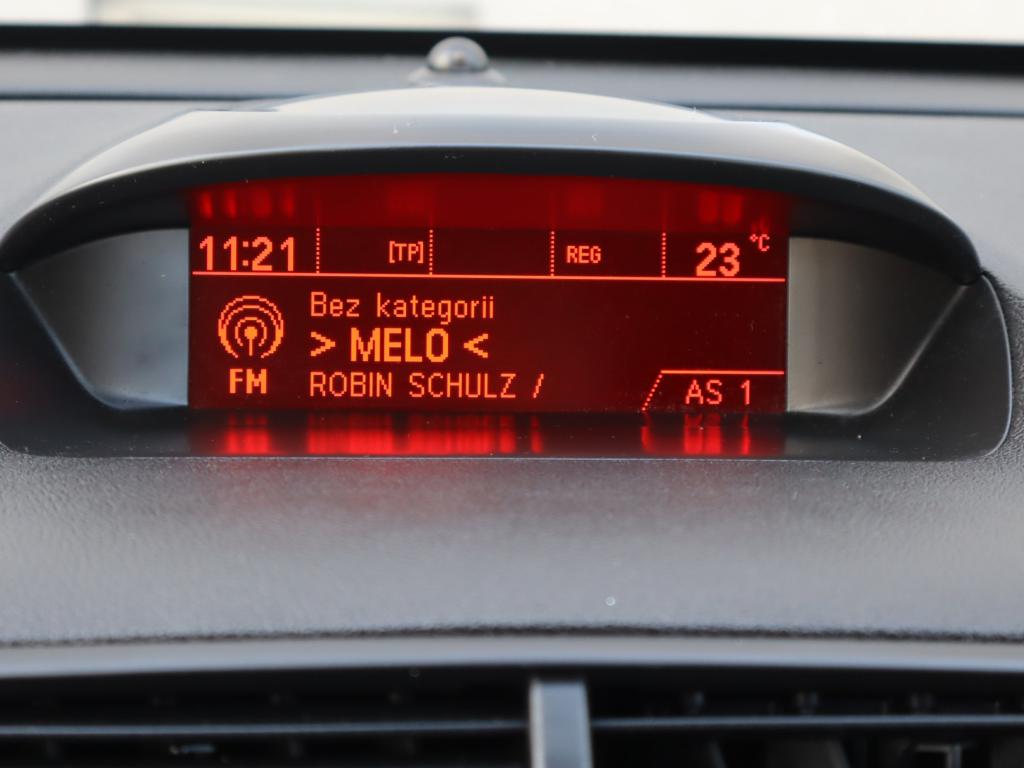 11:21 [TP] REG 23 °C
Bez kategorii
> MELO <
FM ROBIN SCHULZ / AS 1